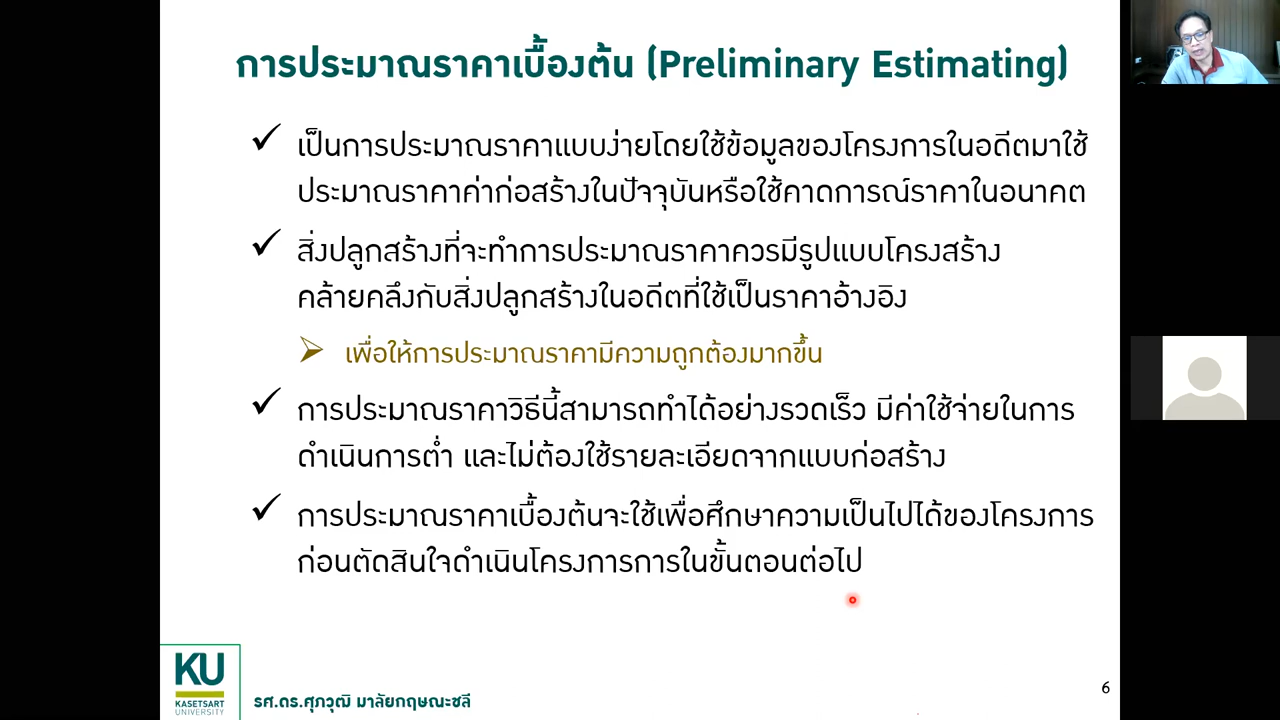 การประมาณราคาเบื้องต้น (Preliminary Estimating)
เป็นการประมาณราคาแบบง่ายโดยใช้ข้อมูลของโครงการในอดีตมาใช้
ประมาณราคาค่าก่อสร้างในปัจจุบันหรือใช้คาดการณ์ราคาในอนาคต
สิ่งปลูกสร้างที่จะทำการประมาณราคาควรมีรูปแบบโครงสร้าง
คล้ายคลึงกับสิ่งปลูกสร้างในอดีตที่ใช้เป็นราคาอ้างอิง
เพื่อให้การประมาณราคามีความถูกต้องมากขึ้น
การประมาณราคาวิธีนี้สามารถทำได้อย่างรวดเร็ว มีค่าใช้จ่ายในการ
ดำเนินการต่ำ และไม่ต้องใช้รายละเอียดจากแบบก่อสร้าง
การประมาณราคาเบื้องต้นจะใช้เพื่อศึกษาความเป็นไปได้ของโครงการ
ก่อนตัดสินใจดำเนินโครงการการในขั้นตอนต่อไป
KU
KASETSART
UNIVERSITY
รศ.ดร.ศุภวุฒิ มาลัยกฤษณะชลี
6